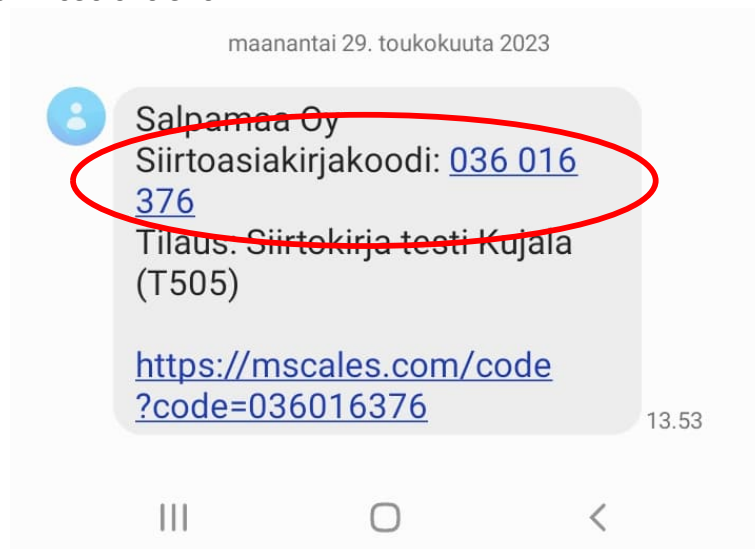 maanantai 29. toukokuuta 2023
Salpamaa Oy
Siirtoasiakirjakoodi: 036 016
376
Tilaus: Siirtokirja testi Kujala
(T505)
https://mscales.com/code
?code=036016376
13.53